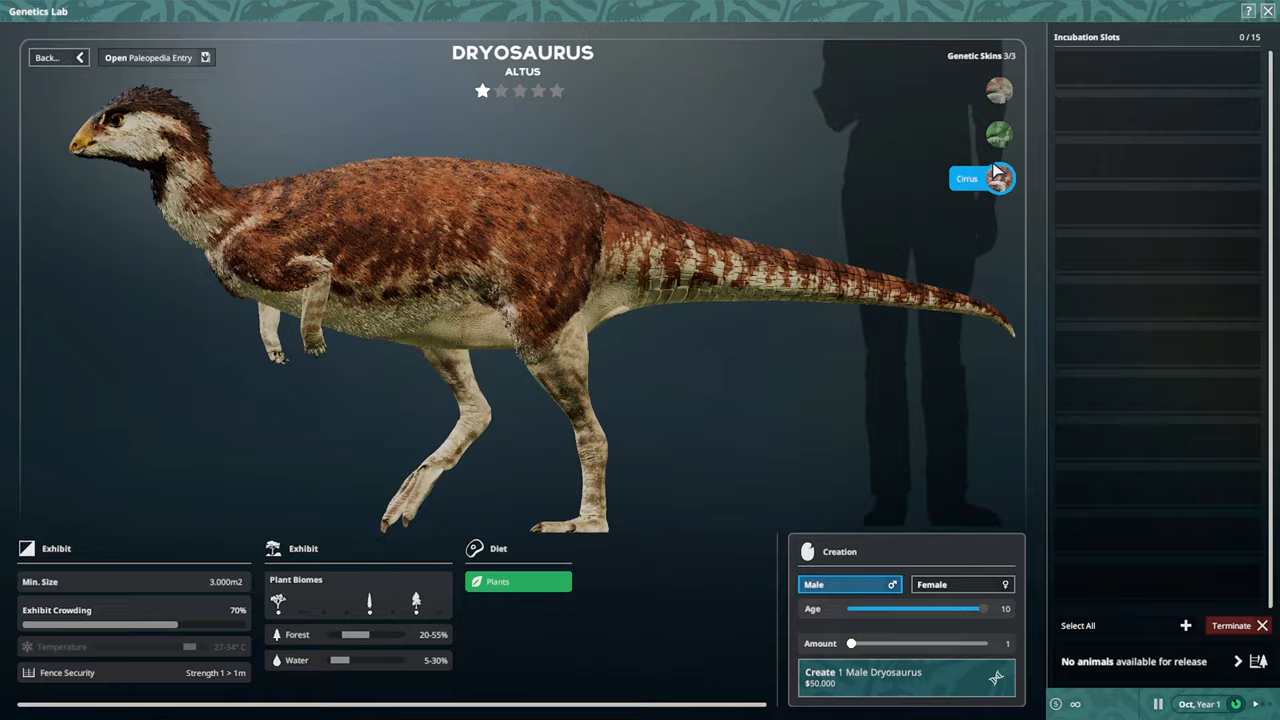 Genetics Lab
?
Back...
Open Paleopedia Entry
DRYOSAURUS
ALTUS
Genetic Skins 3/3
Cirrus
Incubation Slots 0 / 15
Exhibit
Min. Size 3.000m2
Exhibit Crowding 70%
Temperature 27-34° C
Fence Security Strength 1 > 1m
Exhibit
Plant Biomes
Forest 20-55%
Water 5-30%
Diet
Plants
Creation
Male
Female
Age 10
Amount 1
Create 1 Male Dryosaurus
$50.000
Select All
Terminate
No animals available for release
Oct, Year 1